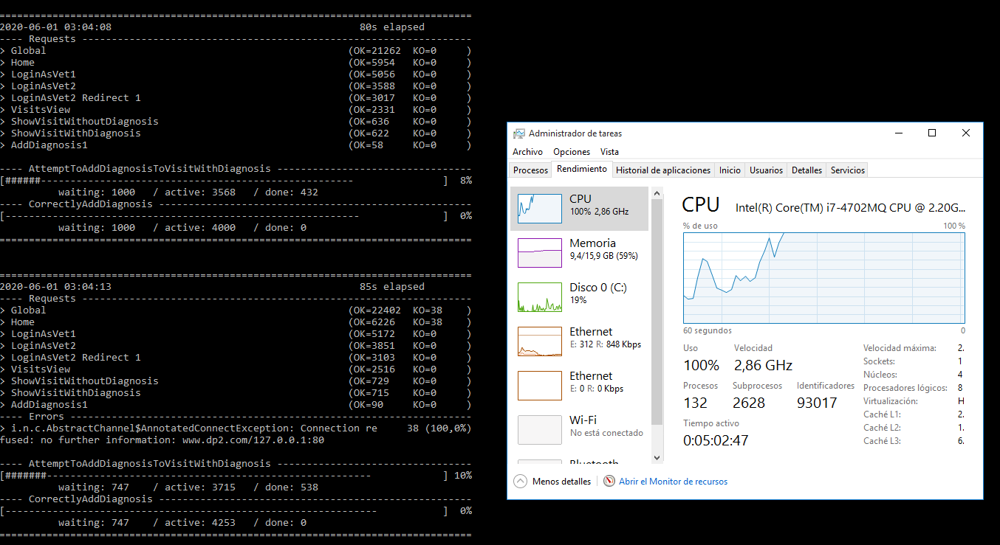 ================================================================================
2020-06-01 03:04:08                                          80s elapsed
---- Requests ------------------------------------------------------------------
> Global                                                   (OK=21262  KO=0     )
> Home                                                     (OK=5954   KO=0     )
> LoginAsVet1                                              (OK=5056   KO=0     )
> LoginAsVet2                                              (OK=3588   KO=0     )
> LoginAsVet2 Redirect 1                                   (OK=3017   KO=0     )
> VisitsView                                               (OK=2331   KO=0     )
> ShowVisitWithoutDiagnosis                                (OK=636    KO=0     )
> ShowVisitWithDiagnosis                                   (OK=622    KO=0     )
> AddDiagnosis1                                            (OK=58     KO=0     )
---- AttemptToAddDiagnosisToVisitWithDiagnosis ---------------------------------
[######--------------------------------------------------------------------]  8%
          waiting: 1000   / active: 3568   / done: 432
---- CorrectlyAddDiagnosis -----------------------------------------------------
[------------------------------------------------------------              ]  0%
          waiting: 1000   / active: 4000   / done: 0
================================================================================
================================================================================
2020-06-01 03:04:13                                          85s elapsed
---- Requests ------------------------------------------------------------------
> Global                                                   (OK=22402  KO=38    )
> Home                                                     (OK=6226   KO=38    )
> LoginAsVet1                                              (OK=5172   KO=0     )
> LoginAsVet2                                              (OK=3851   KO=0     )
> LoginAsVet2 Redirect 1                                   (OK=3103   KO=0     )
> VisitsView                                               (OK=2516   KO=0     )
> ShowVisitWithoutDiagnosis                                (OK=729    KO=0     )
> ShowVisitWithDiagnosis                                   (OK=715    KO=0     )
> AddDiagnosis1                                            (OK=90     KO=0     )
---- Errors --------------------------------------------------------------------
> i.n.c.AbstractChannel$AnnotatedConnectException: Connection re     38 (100,0%)
fused: no further information: www.dp2.com/127.0.0.1:80
---- AttemptToAddDiagnosisToVisitWithDiagnosis ---------------------------------
[#######-------------------------------------------------------            ] 10%
          waiting: 747    / active: 3715   / done: 538
---- CorrectlyAddDiagnosis -----------------------------------------------------
[---------------------------------------------------------------           ]  0%
          waiting: 747    / active: 4253   / done: 0
================================================================================
Administrador de tareas
Archivo Opciones Vista
Procesos Rendimiento Historial de aplicaciones Inicio Usuarios Detalles Servicios
CPU
100% 2,86 GHz
Memoria
9,4/15,9 GB (59%)
Disco 0 (C:)
19%
Ethernet
E: 312 R: 848 Kbps
Ethernet
E: 0 R: 0 Kbps
Wi-Fi
No está conectado
Bluetooth
CPU Intel(R) Core(TM) i7-4702MQ CPU @ 2.20G...
% de uso 100 %
60 segundos 0
Uso Velocidad
100% 2,86 GHz
Procesos Subprocesos Identificadores
132 2628 93017
Tiempo activo
0:05:02:47
Velocidad máxima: 2.
Sockets: 1
Núcleos: 4
Procesadores lógicos: 8
Virtualización: H
Caché L1: 2.
Caché L2: 1.
Caché L3: 6.
Menos detalles Abrir el Monitor de recursos